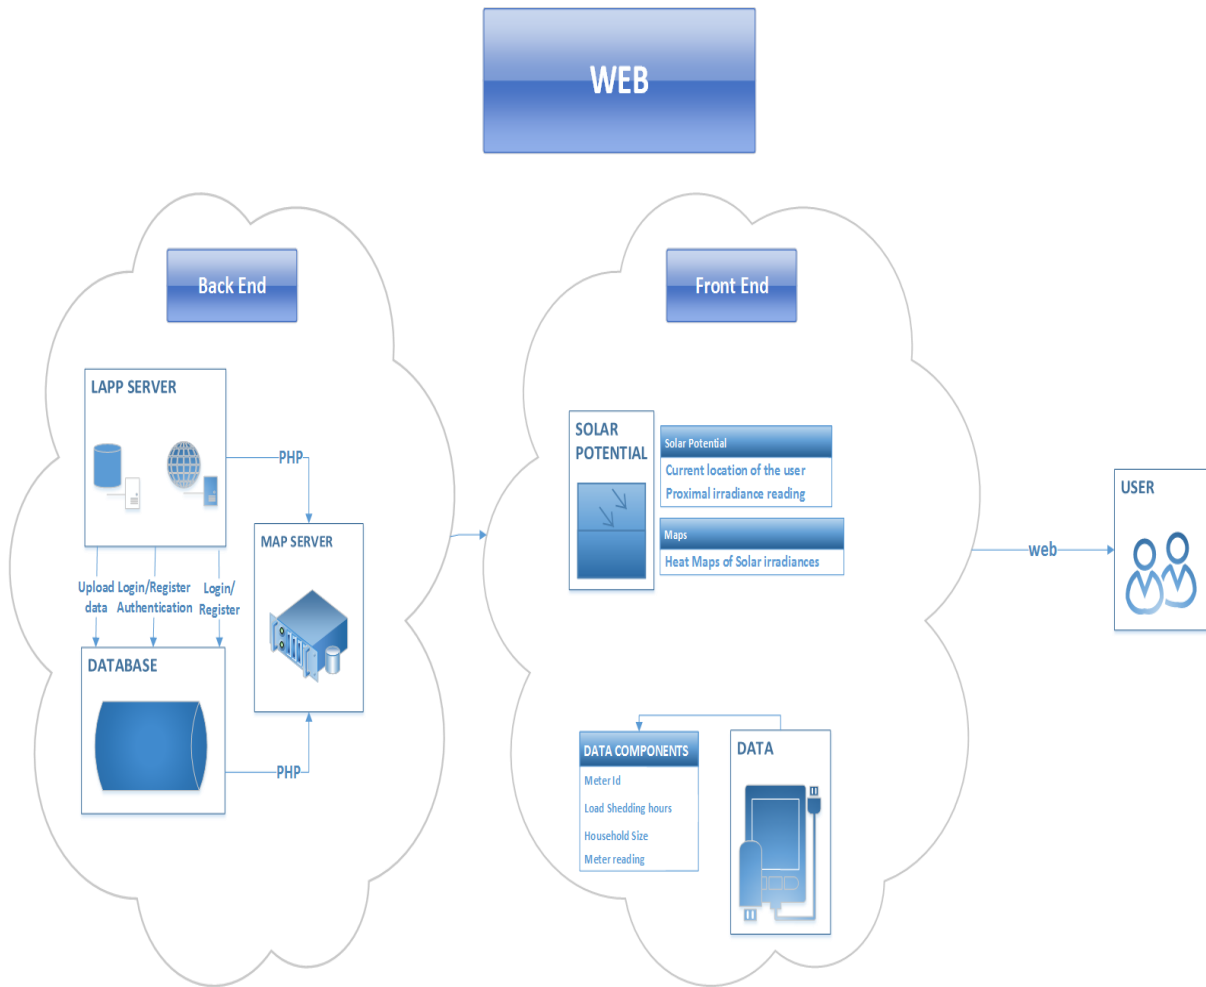 WEB
Back End
LAPP SERVER
PHP
MAP SERVER
Upload
data
Login/Register
Authentication
Login/
Register
DATABASE
PHP
Front End
SOLAR
POTENTIAL
Solar Potential
Current location of the user
Proximal irradiance reading
Maps
Heat Maps of Solar irradiances
DATA COMPONENTS
Meter Id
Load Shedding hours
Household Size
Meter reading
DATA
web
USER